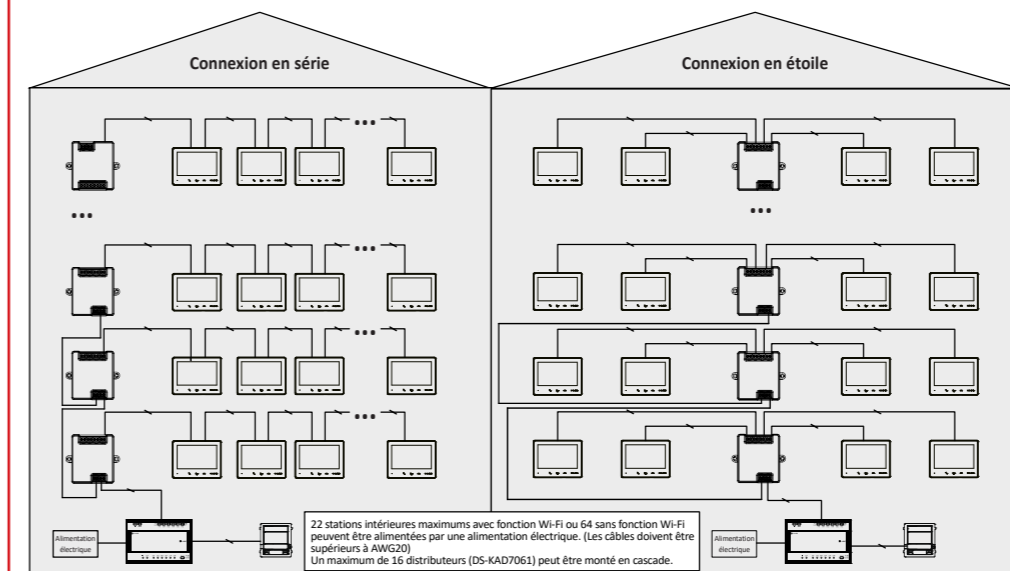 Connexion en série
Connexion en étoile
Alimentation
électrique
22 stations intérieures maximums avec fonction Wi-Fi ou 64 sans fonction Wi-Fi
peuvent être alimentées par une alimentation électrique. (Les câbles doivent être
supérieurs à AWG20)
Un maximum de 16 distributeurs (DS-KAD7061) peut être monté en cascade.
Alimentation
électrique